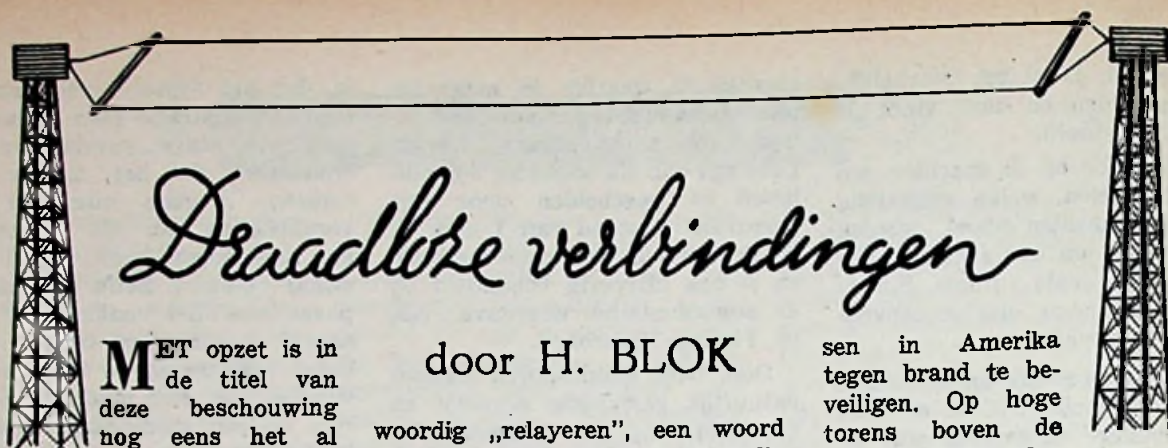 Draadloze verbindingen
door H. BLOK
MET opzet is in
de titel van
deze beschouwing
nog eens het al
woordig „relayeren", een woord
sen in Amerika
tegen brand te be-
veiligen. Op hoge
torens boven de